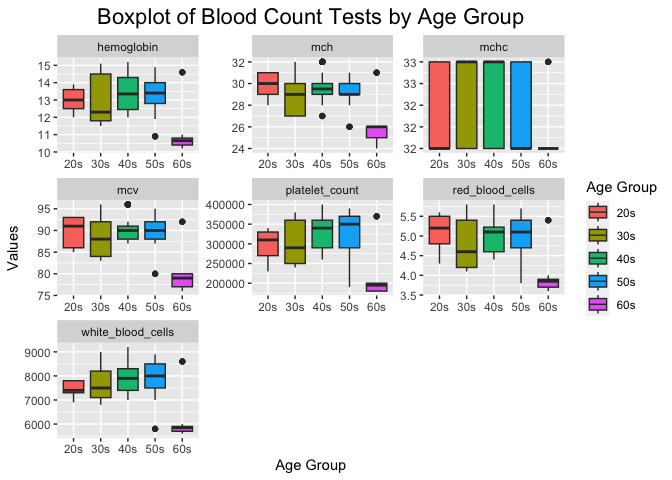 Boxplot of Blood Count Tests by Age Group
hemoglobin
15
14
13
12
11
10
20s 30s 40s 50s 60s
mch
32
30
28
26
24
20s 30s 40s 50s 60s
mchc
33
33
32
32
32
20s 30s 40s 50s 60s
mcv
95
90
85
80
75
20s 30s 40s 50s 60s
platelet_count
400000
350000
300000
250000
200000
20s 30s 40s 50s 60s
red_blood_cells
5.5
5.0
4.5
4.0
3.5
20s 30s 40s 50s 60s
white_blood_cells
9000
8000
7000
6000
20s 30s 40s 50s 60s
Values
Age Group
Age Group
20s
30s
40s
50s
60s